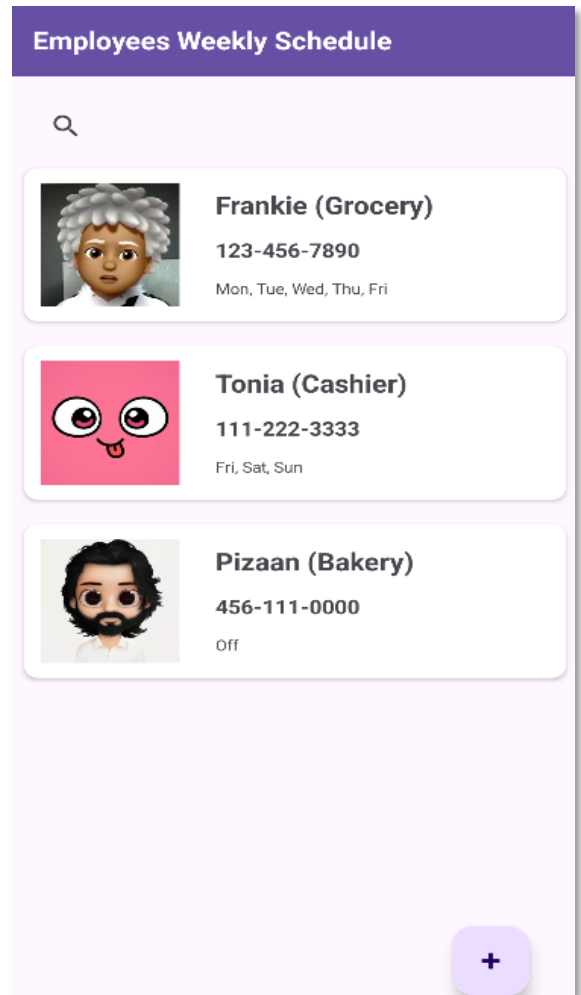 Employees Weekly Schedule
Frankie (Grocery)
123-456-7890
Mon, Tue, Wed, Thu, Fri
Tonia (Cashier)
111-222-3333
Fri, Sat, Sun
Pizaan (Bakery)
456-111-0000
Off
+